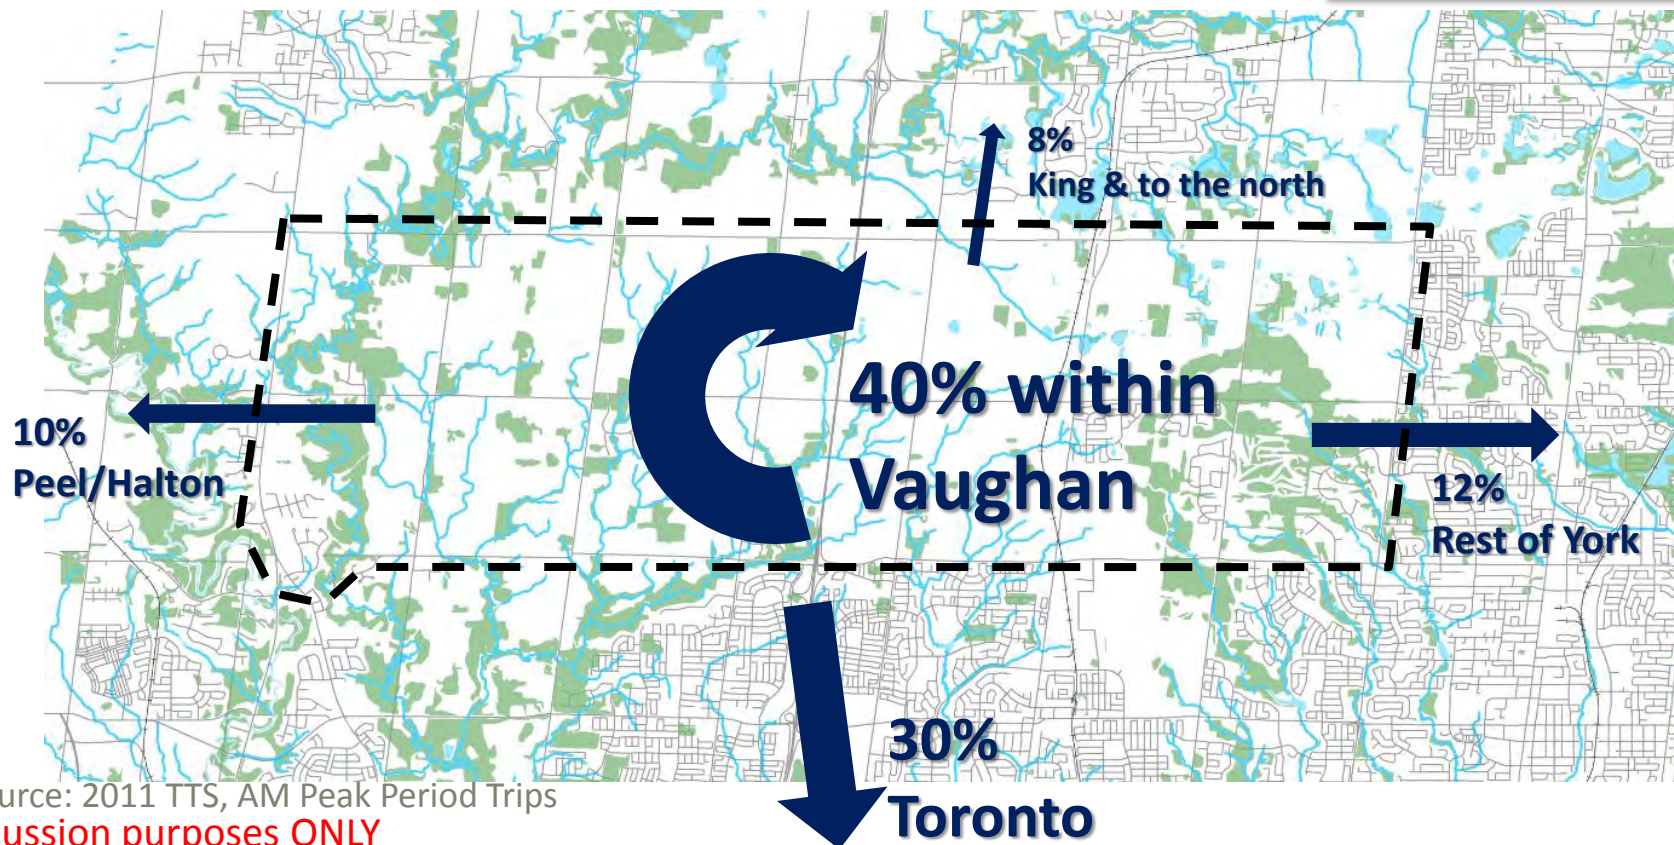 8%
King & to the north
40% within
Vaughan
10%
Peel/Halton
12%
Rest of York
30%
Toronto
urce: 2011 TTS, AM Peak Period Trips
ussion purposes ONLY